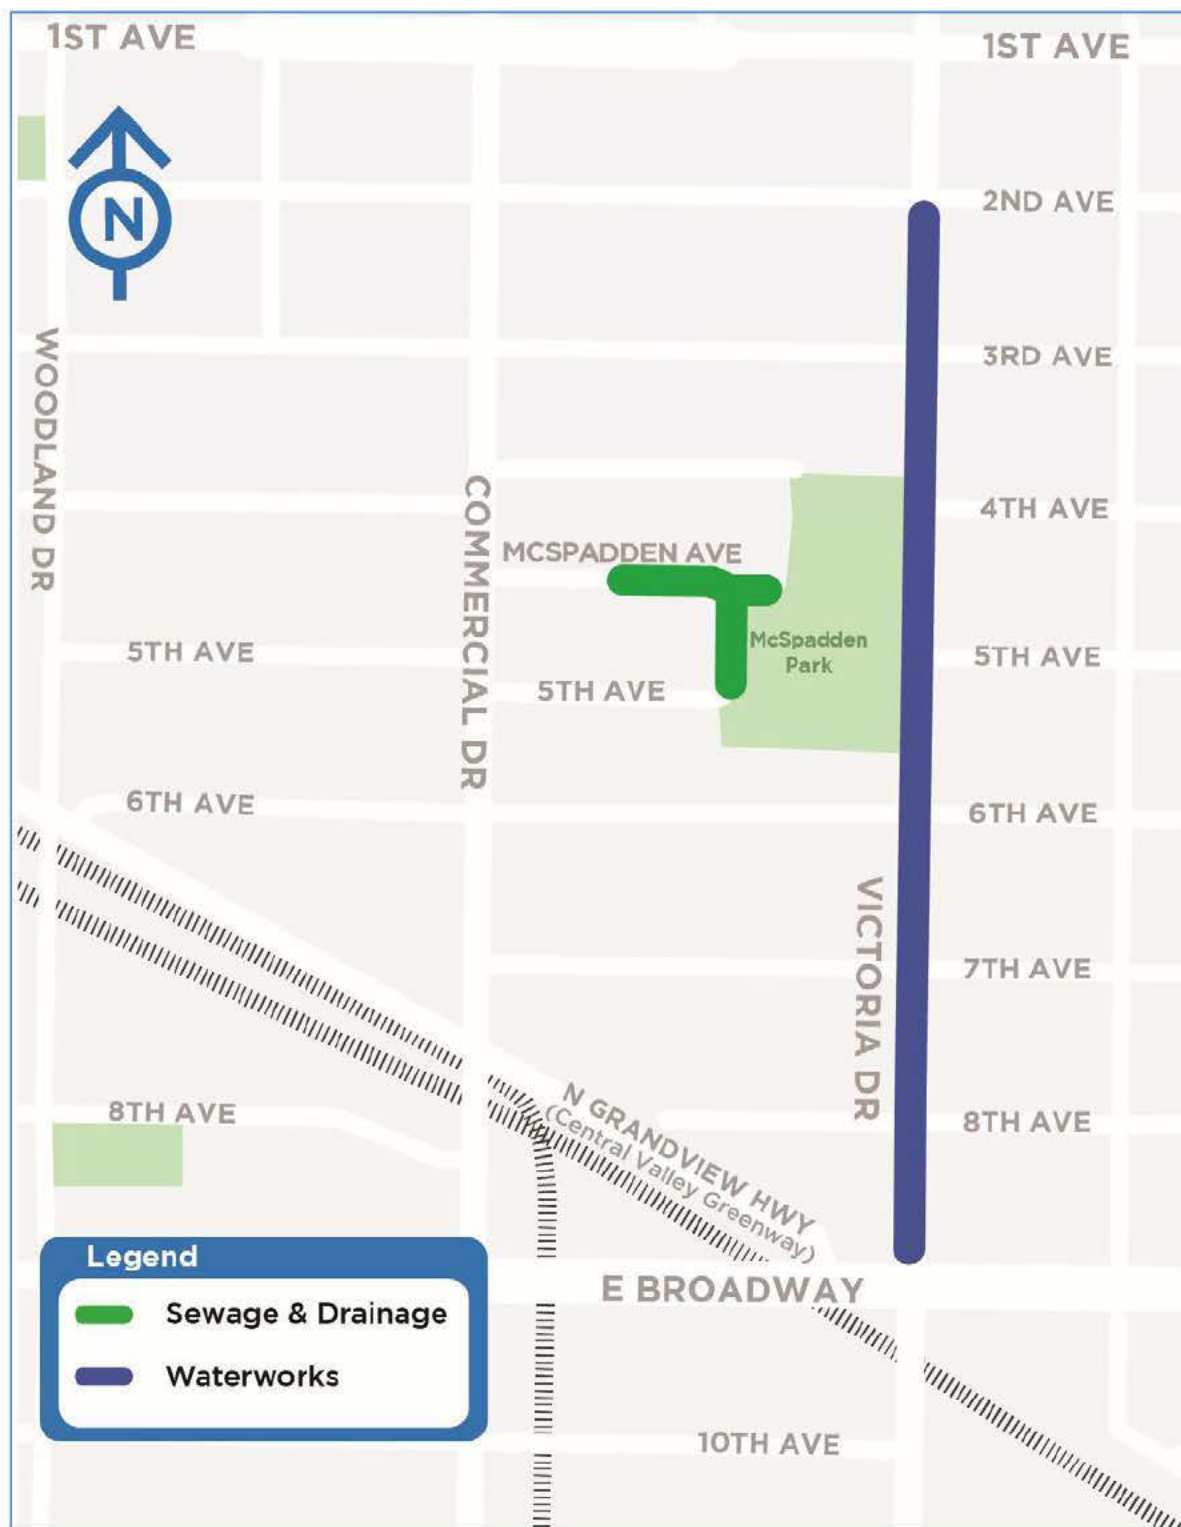 1ST AVE
1ST AVE
N
2ND AVE
WOODLAND DR
3RD AVE
COMMERCIAL DR
4TH AVE
MCSPADDEN AVE
McSpadden
Park
5TH AVE
5TH AVE
5TH AVE
6TH AVE
6TH AVE
VICTORIA DR
7TH AVE
N GRANDVIEW HWY
(Central Valley Greenway)
8TH AVE
8TH AVE
E BROADWAY
Legend
Sewage & Drainage
Waterworks
10TH AVE